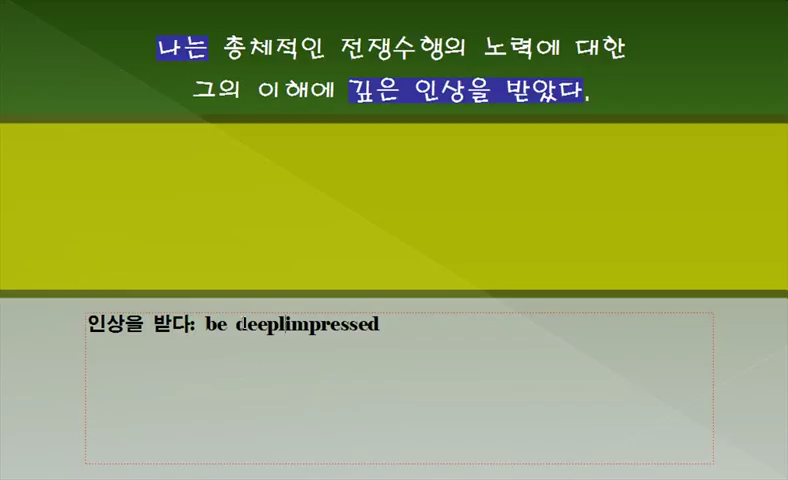 나는 총체적인 전쟁수행의 노력에 대한
그의 이해에 깊은 인상을 받았다.
인상을 받다: be deeplimpressed